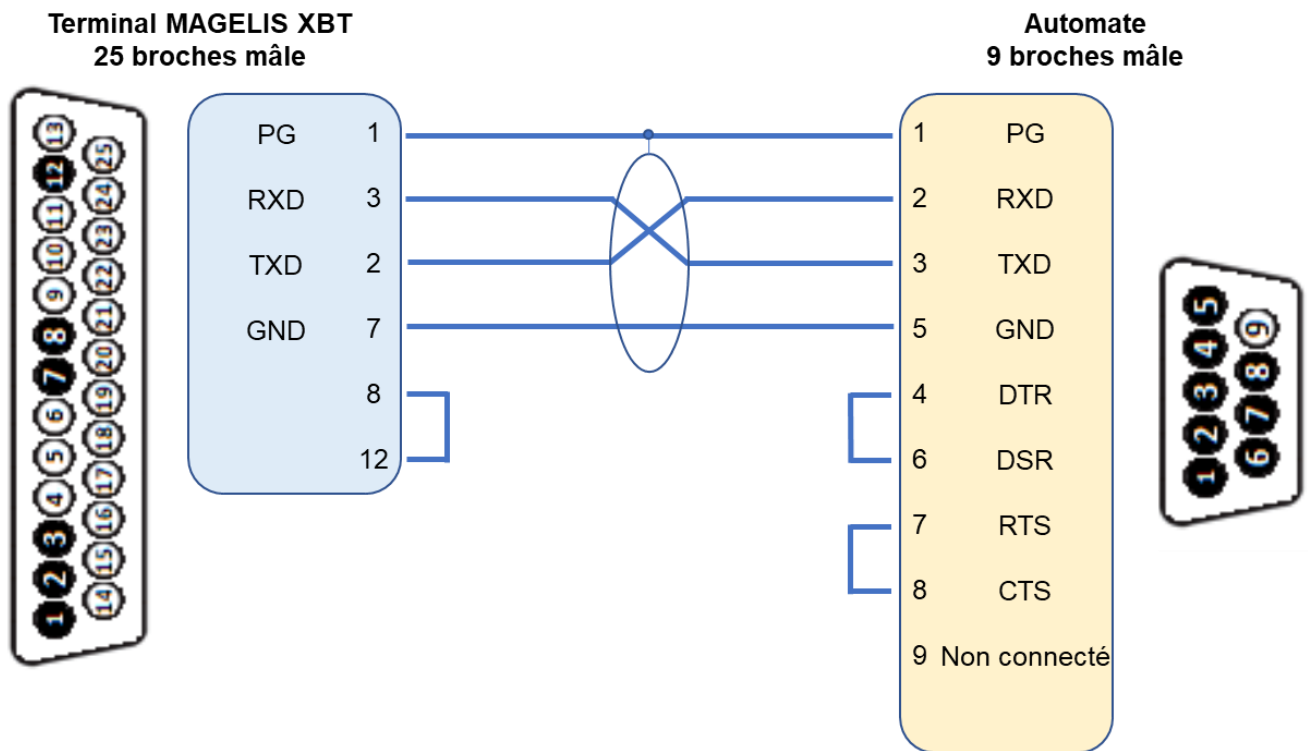 Terminal MAGELIS XBT
25 broches mâle
Automate
9 broches mâle
PG 1
RXD 3
TXD 2
GND 7
8
12
1 PG
2 RXD
3 TXD
5 GND
4 DTR
6 DSR
7 RTS
8 CTS
9 Non connecté
13
12
11
10
9
8
7
6
5
4
3
2
1
25
24
23
22
21
20
19
18
17
16
15
14
5
4
3
2
1
9
8
7
6